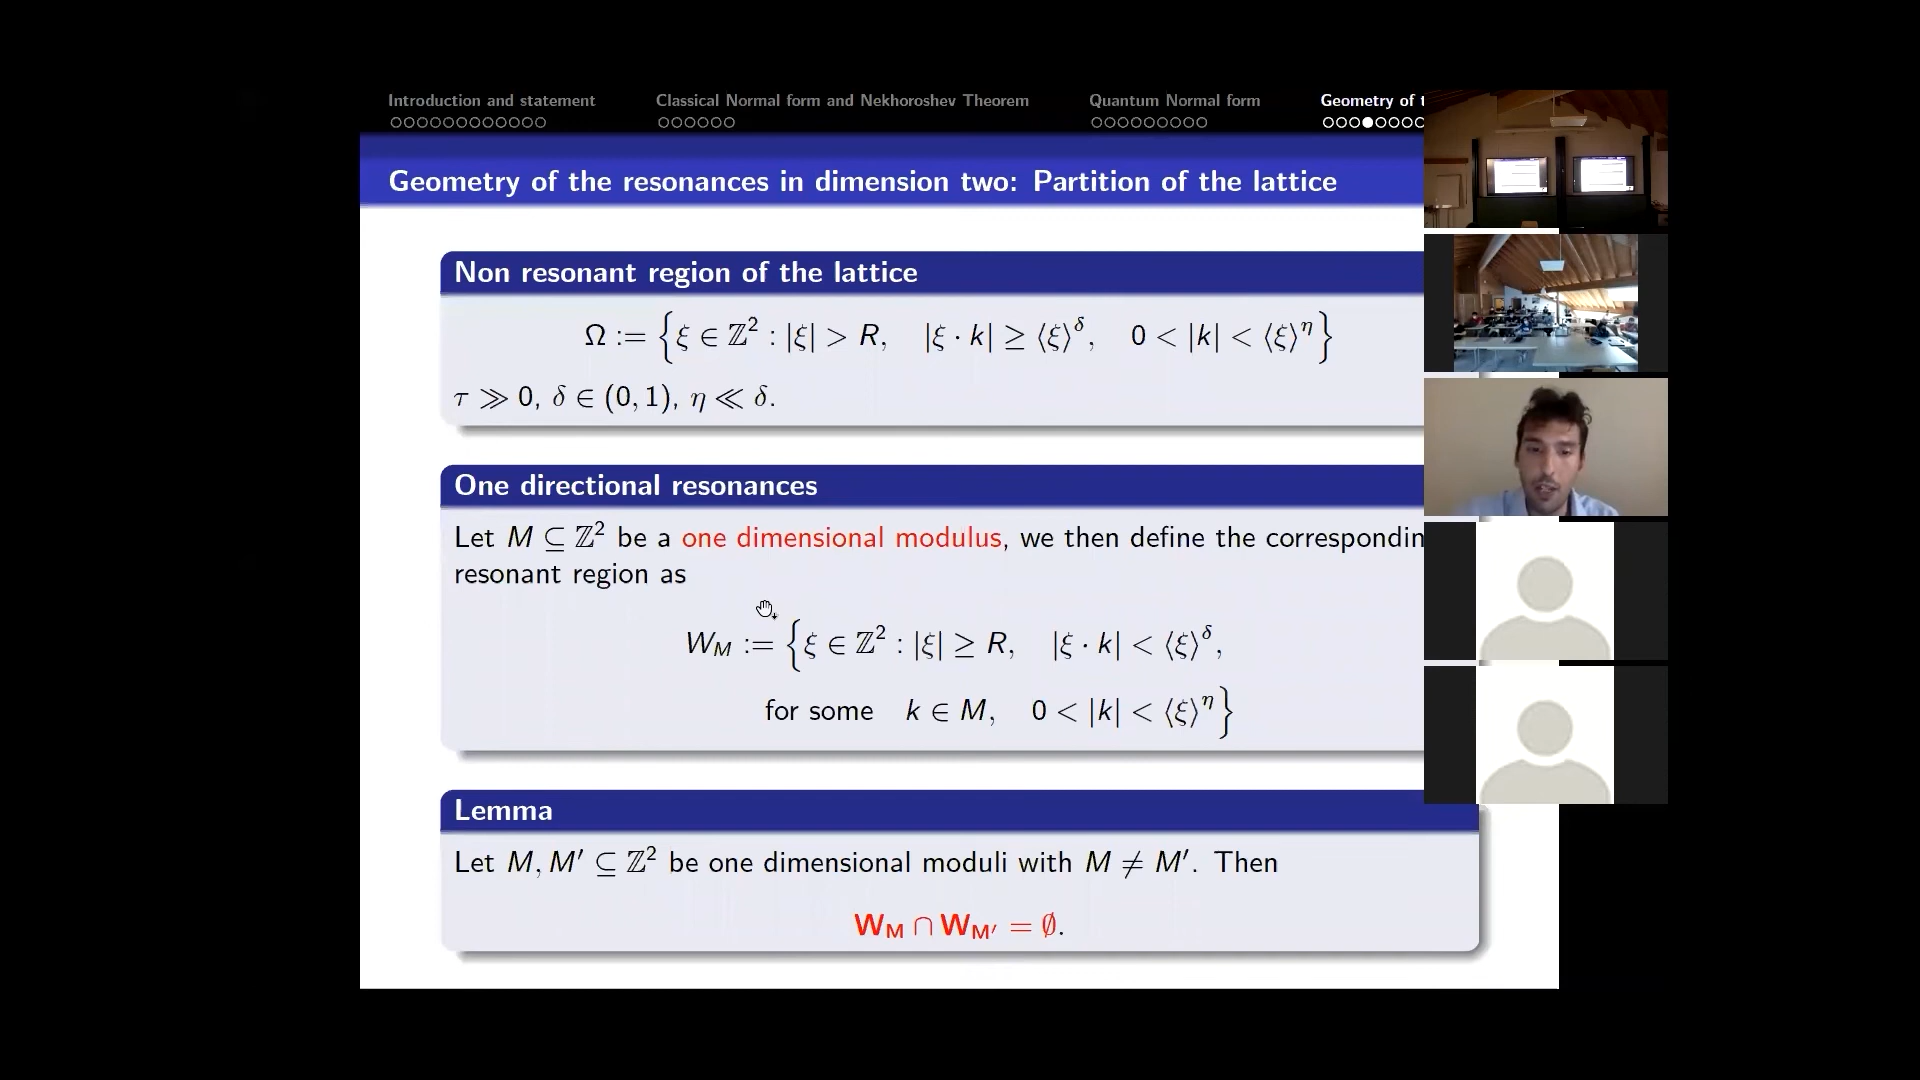 Introduction and statement
Classical Normal form and Nekhoroshev Theorem
Quantum Normal form
Geometry of t
Geometry of the resonances in dimension two: Partition of the lattice
Non resonant region of the lattice
Ω := {ξ ∈ ℤ² : |ξ| > R, |ξ · k| ≥ ⟨ξ⟩^δ, 0 < |k| < ⟨ξ⟩^η}
τ ≫ 0, δ ∈ (0, 1), η ≪ δ.
One directional resonances
Let M ⊆ ℤ² be a one dimensional modulus, we then define the correspondin
resonant region as
W_M := {ξ ∈ ℤ² : |ξ| ≥ R, |ξ · k| < ⟨ξ⟩^δ,
for some k ∈ M, 0 < |k| < ⟨ξ⟩^η}
Lemma
Let M, M′ ⊆ ℤ² be one dimensional moduli with M ≠ M′. Then
W_M ∩ W_M′ = ∅.